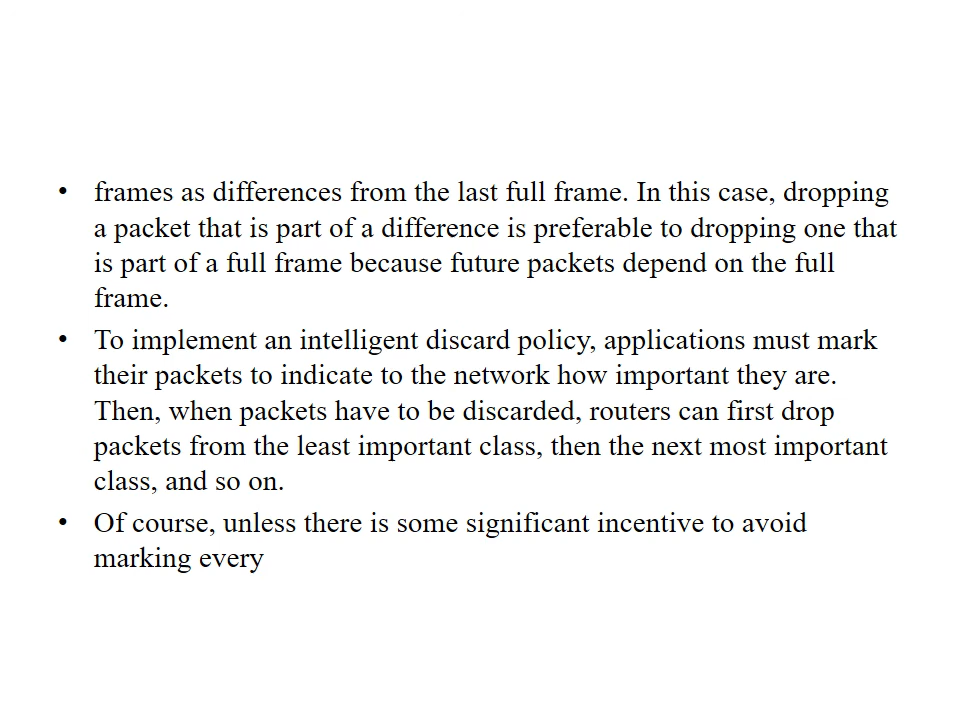 • frames as differences from the last full frame. In this case, dropping
a packet that is part of a difference is preferable to dropping one that
is part of a full frame because future packets depend on the full
frame.
• To implement an intelligent discard policy, applications must mark
their packets to indicate to the network how important they are.
Then, when packets have to be discarded, routers can first drop
packets from the least important class, then the next most important
class, and so on.
• Of course, unless there is some significant incentive to avoid
marking every